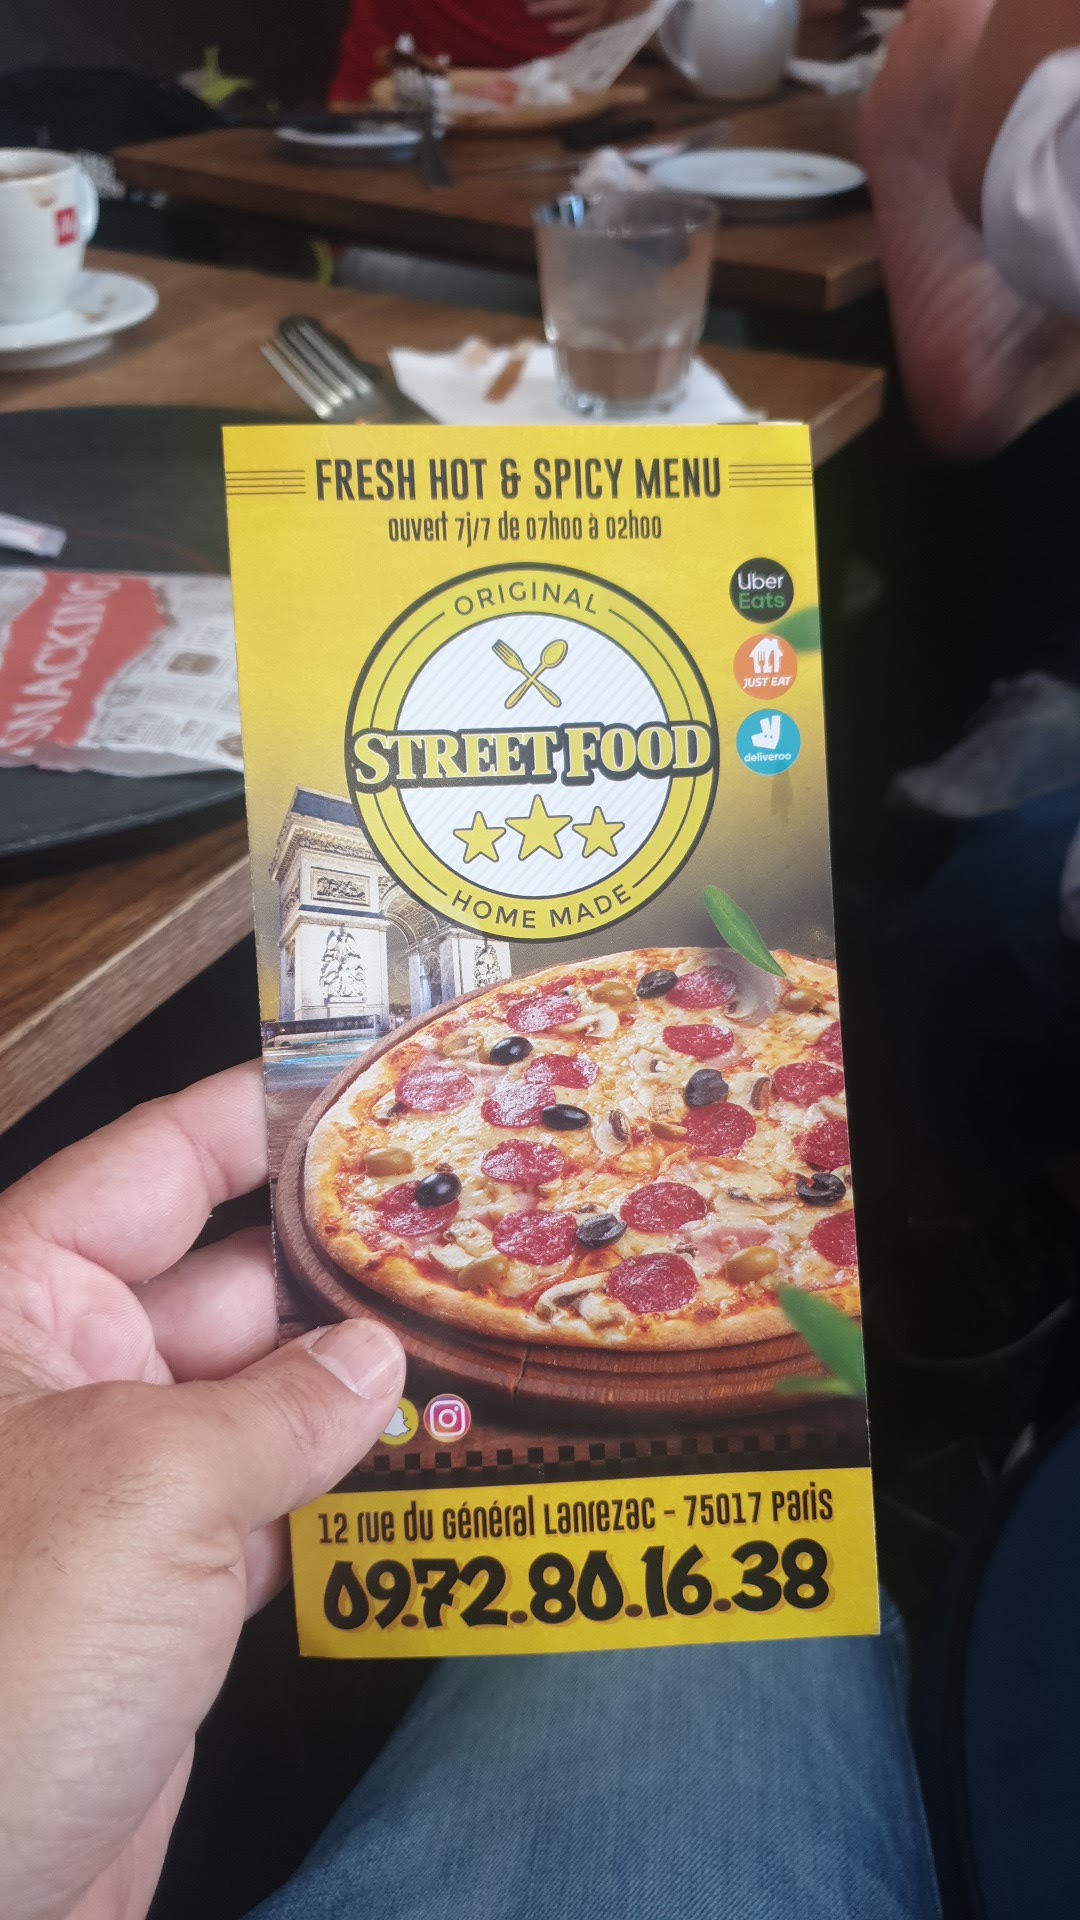 FRESH HOT & SPICY MENU
ouvert 7j/7 de 07h00 à 02h00
ORIGINAL
STREET FOOD
HOME MADE
Uber
Eats
JUST EAT
deliveroo
SNACKING
12 rue du Général Lanrezac - 75017 Paris
09.72.80.16.38